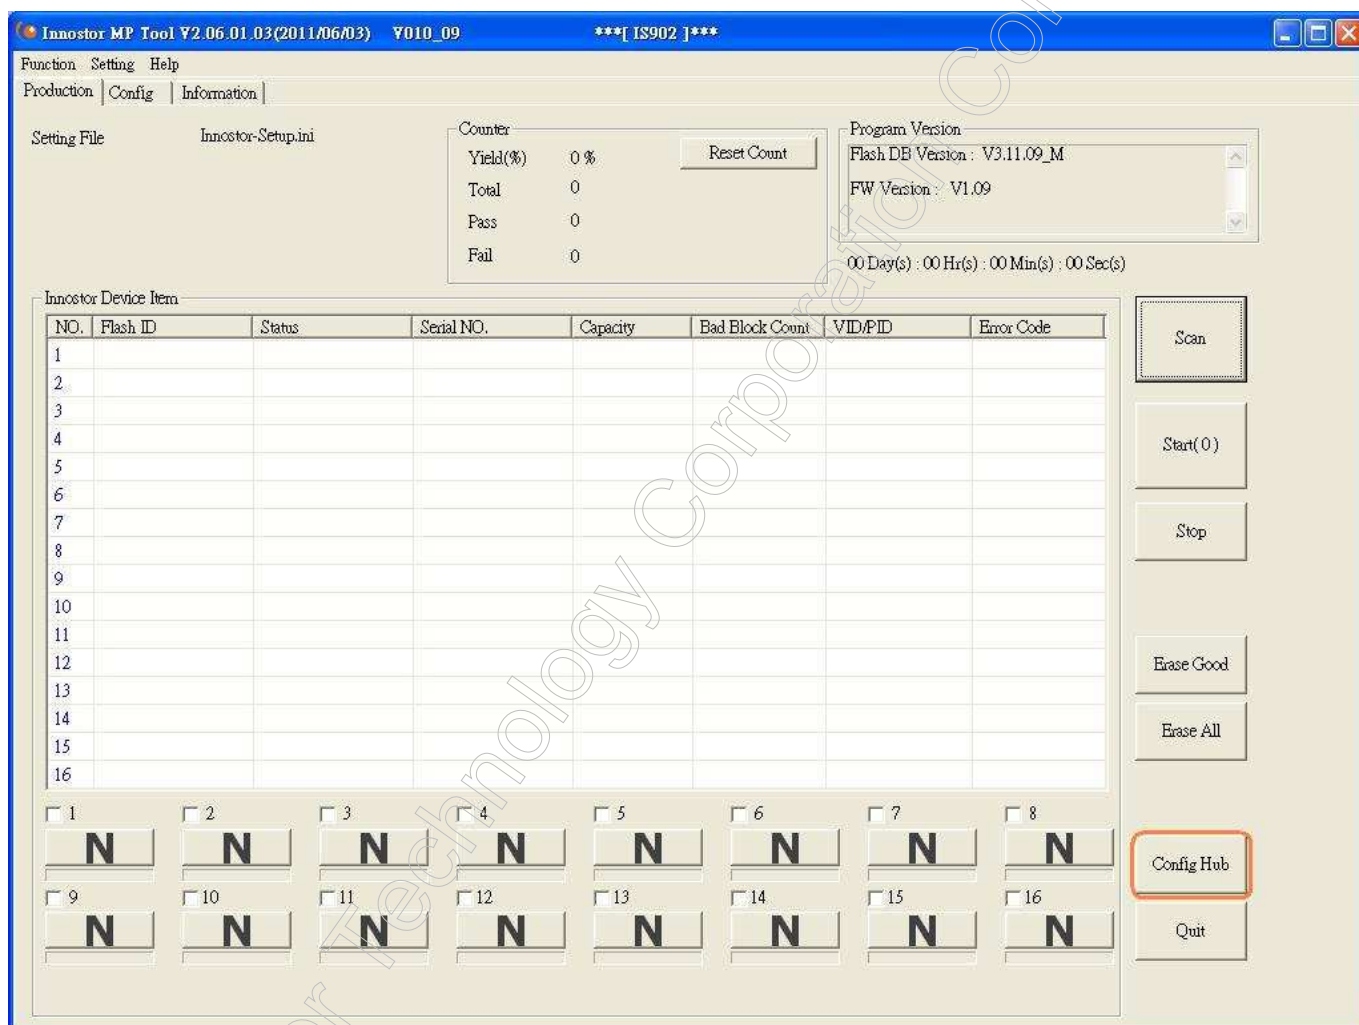 Innostor MP Tool V2.06.01.03(2011/06/03) V010_09 ***[ IS902 ]***
Function Setting Help
Production Config Information
Setting File Innostor-Setup.ini
Counter
Yield(%) 0 %
Total 0
Pass 0
Fail 0
Reset Count
Program Version
Flash DB Version : V3.11.09_M
FW Version : V1.09
00 Day(s) : 00 Hr(s) : 00 Min(s) : 00 Sec(s)
Innostor Device Item
NO. Flash ID Status Serial NO. Capacity Bad Block Count VID/PID Error Code
1
2
3
4
5
6
7
8
9
10
11
12
13
14
15
16
Scan
Start( 0 )
Stop
Erase Good
Erase All
Config Hub
Quit
1 2 3 4 5 6 7 8
N N N N N N N N
9 10 11 12 13 14 15 16
N N N N N N N N
Technology Corporation